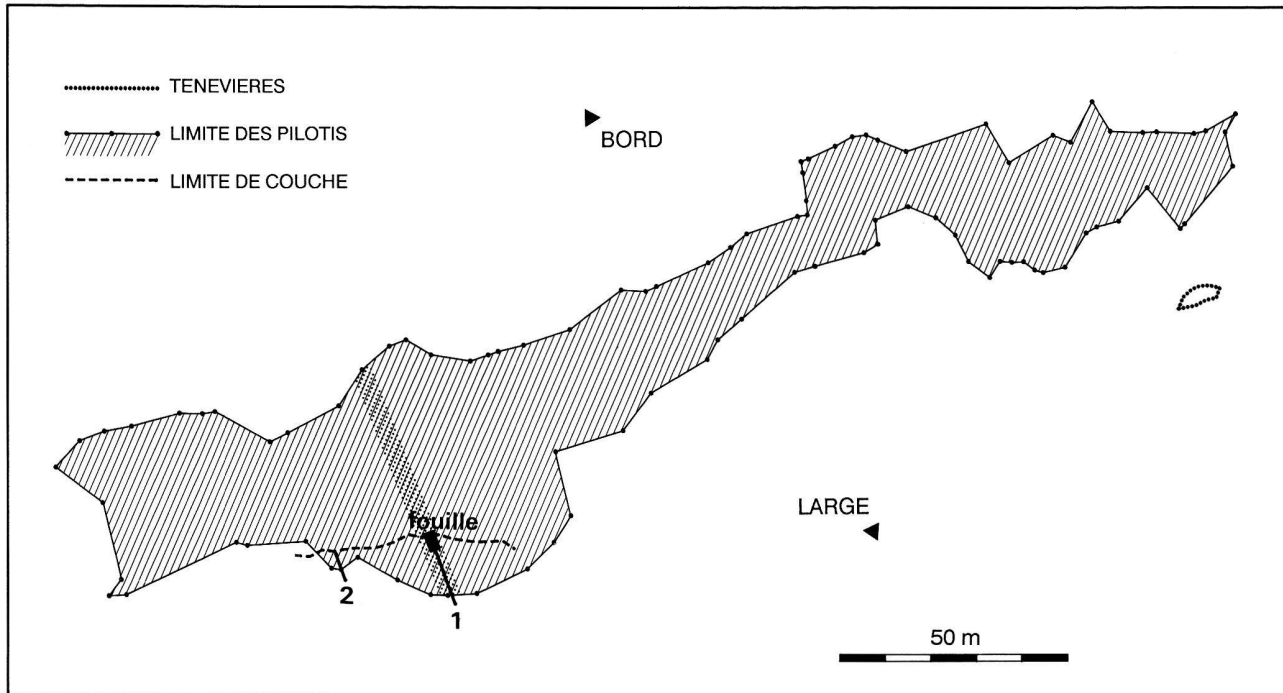 TENEVIERES
LIMITE DES PILOTIS
LIMITE DE COUCHE
BORD
LARGE
fouille
2
1
50 m